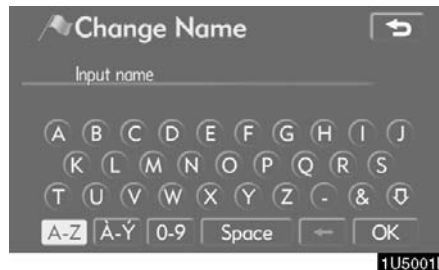 Change Name
Input name
A B C D E F G H I J
K L M N O P Q R S
T U V W X Y Z - &
A-Z À-Ý 0-9 Space ← OK
1U5001